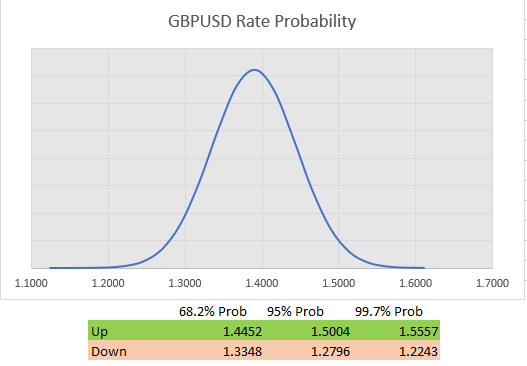 GBPUSD Rate Probability
1.1000 1.2000 1.3000 1.4000 1.5000 1.6000 1.7000
68.2% Prob 95% Prob 99.7% Prob
Up 1.4452 1.5004 1.5557
Down 1.3348 1.2796 1.2243